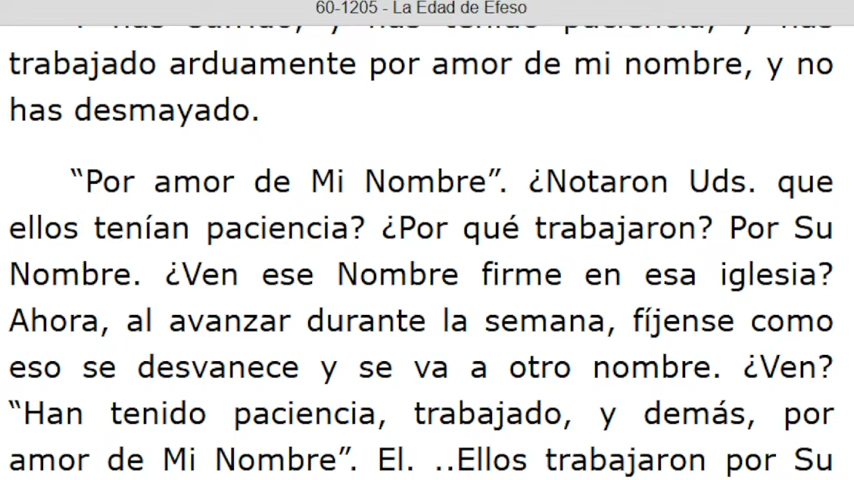 60-1205 - La Edad de Efeso
trabajado arduamente por amor de mi nombre, y no
has desmayado.
“Por amor de Mi Nombre”. ¿Notaron Uds. que
ellos tenían paciencia? ¿Por qué trabajaron? Por Su
Nombre. ¿Ven ese Nombre firme en esa iglesia?
Ahora, al avanzar durante la semana, fíjense como
eso se desvanece y se va a otro nombre. ¿Ven?
“Han tenido paciencia, trabajado, y demás, por
amor de Mi Nombre”. El. ..Ellos trabajaron por Su